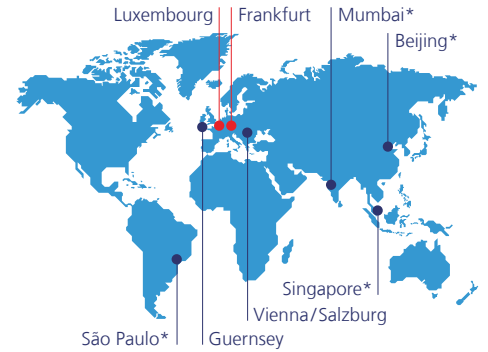 Luxembourg
Frankfurt
Mumbai*
Beijing*
Singapore*
Vienna/Salzburg
São Paulo*
Guernsey